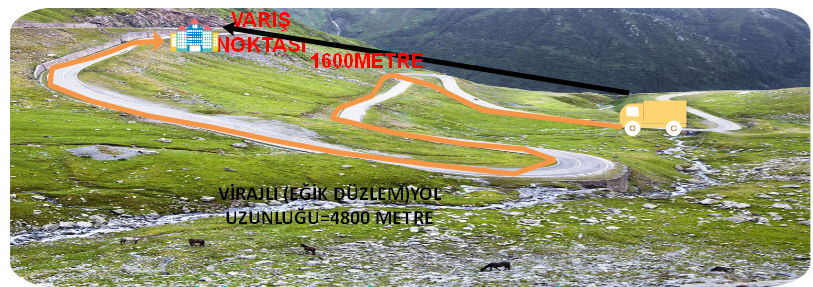 VARIŞ
NOKTASI
1600METRE
VİRAJLI (EĞİK DÜZLEM)YOL
UZUNLUĞU=4800 METRE